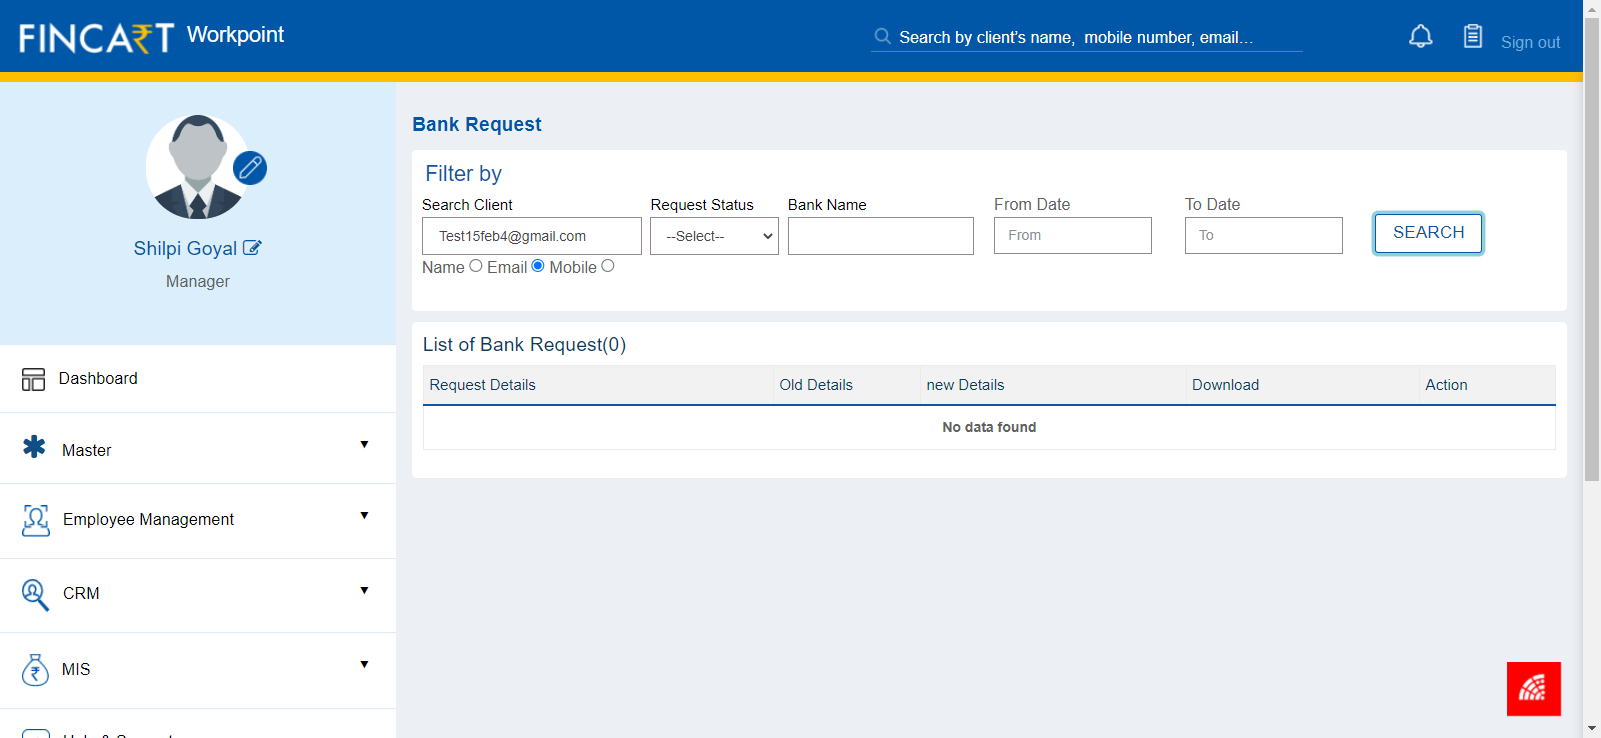 FINCART Workpoint
Search by client's name, mobile number, email...
Sign out
Shilpi Goyal
Manager
Dashboard
Master
Employee Management
CRM
MIS
Bank Request
Filter by
Search Client Request Status Bank Name From Date To Date
Test15feb4@gmail.com --Select-- From To SEARCH
Name Email Mobile
List of Bank Request(0)
Request Details Old Details new Details Download Action
No data found